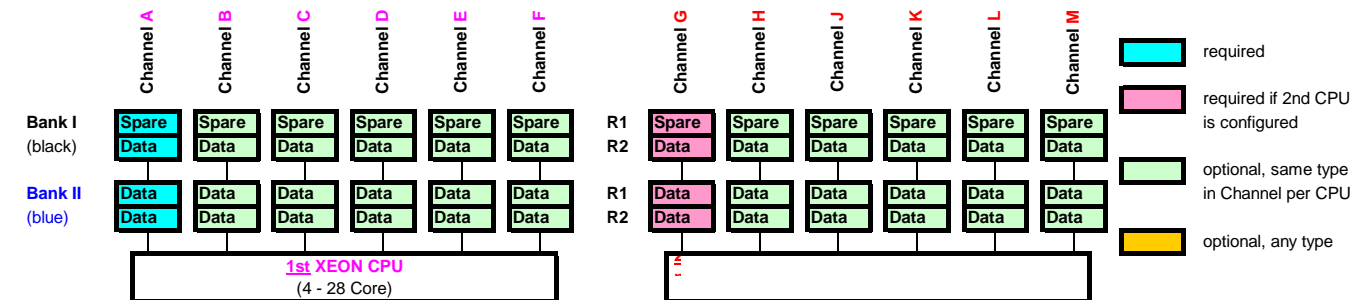 Channel A
Channel B
Channel C
Channel D
Channel E
Channel F
Channel G
Channel H
Channel J
Channel K
Channel L
Channel M
required
required if 2nd CPU
is configured
optional, same type
in Channel per CPU
optional, any type
Bank I Spare Spare Spare Spare Spare Spare R1 Spare Spare Spare Spare Spare Spare
(black) Data Data Data Data Data Data R2 Data Data Data Data Data Data
Bank II Data Data Data Data Data Data R1 Data Data Data Data Data Data
(blue) Data Data Data Data Data Data R2 Data Data Data Data Data Data
1st XEON CPU
(4 - 28 Core)